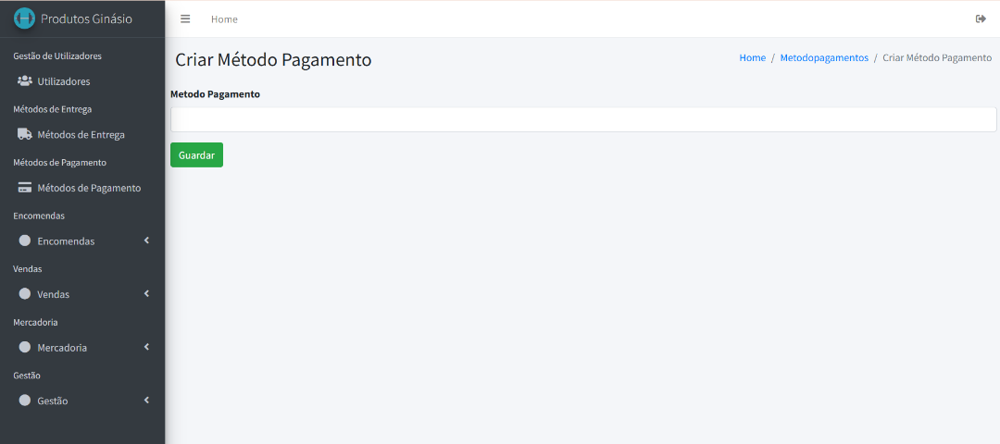 Produtos Ginásio
Home
Gestão de Utilizadores
Utilizadores
Métodos de Entrega
Métodos de Entrega
Métodos de Pagamento
Métodos de Pagamento
Encomendas
Encomendas
Vendas
Vendas
Mercadoria
Mercadoria
Gestão
Gestão
Criar Método Pagamento
Home / Metodopagamentos / Criar Método Pagamento
Metodo Pagamento
Guardar